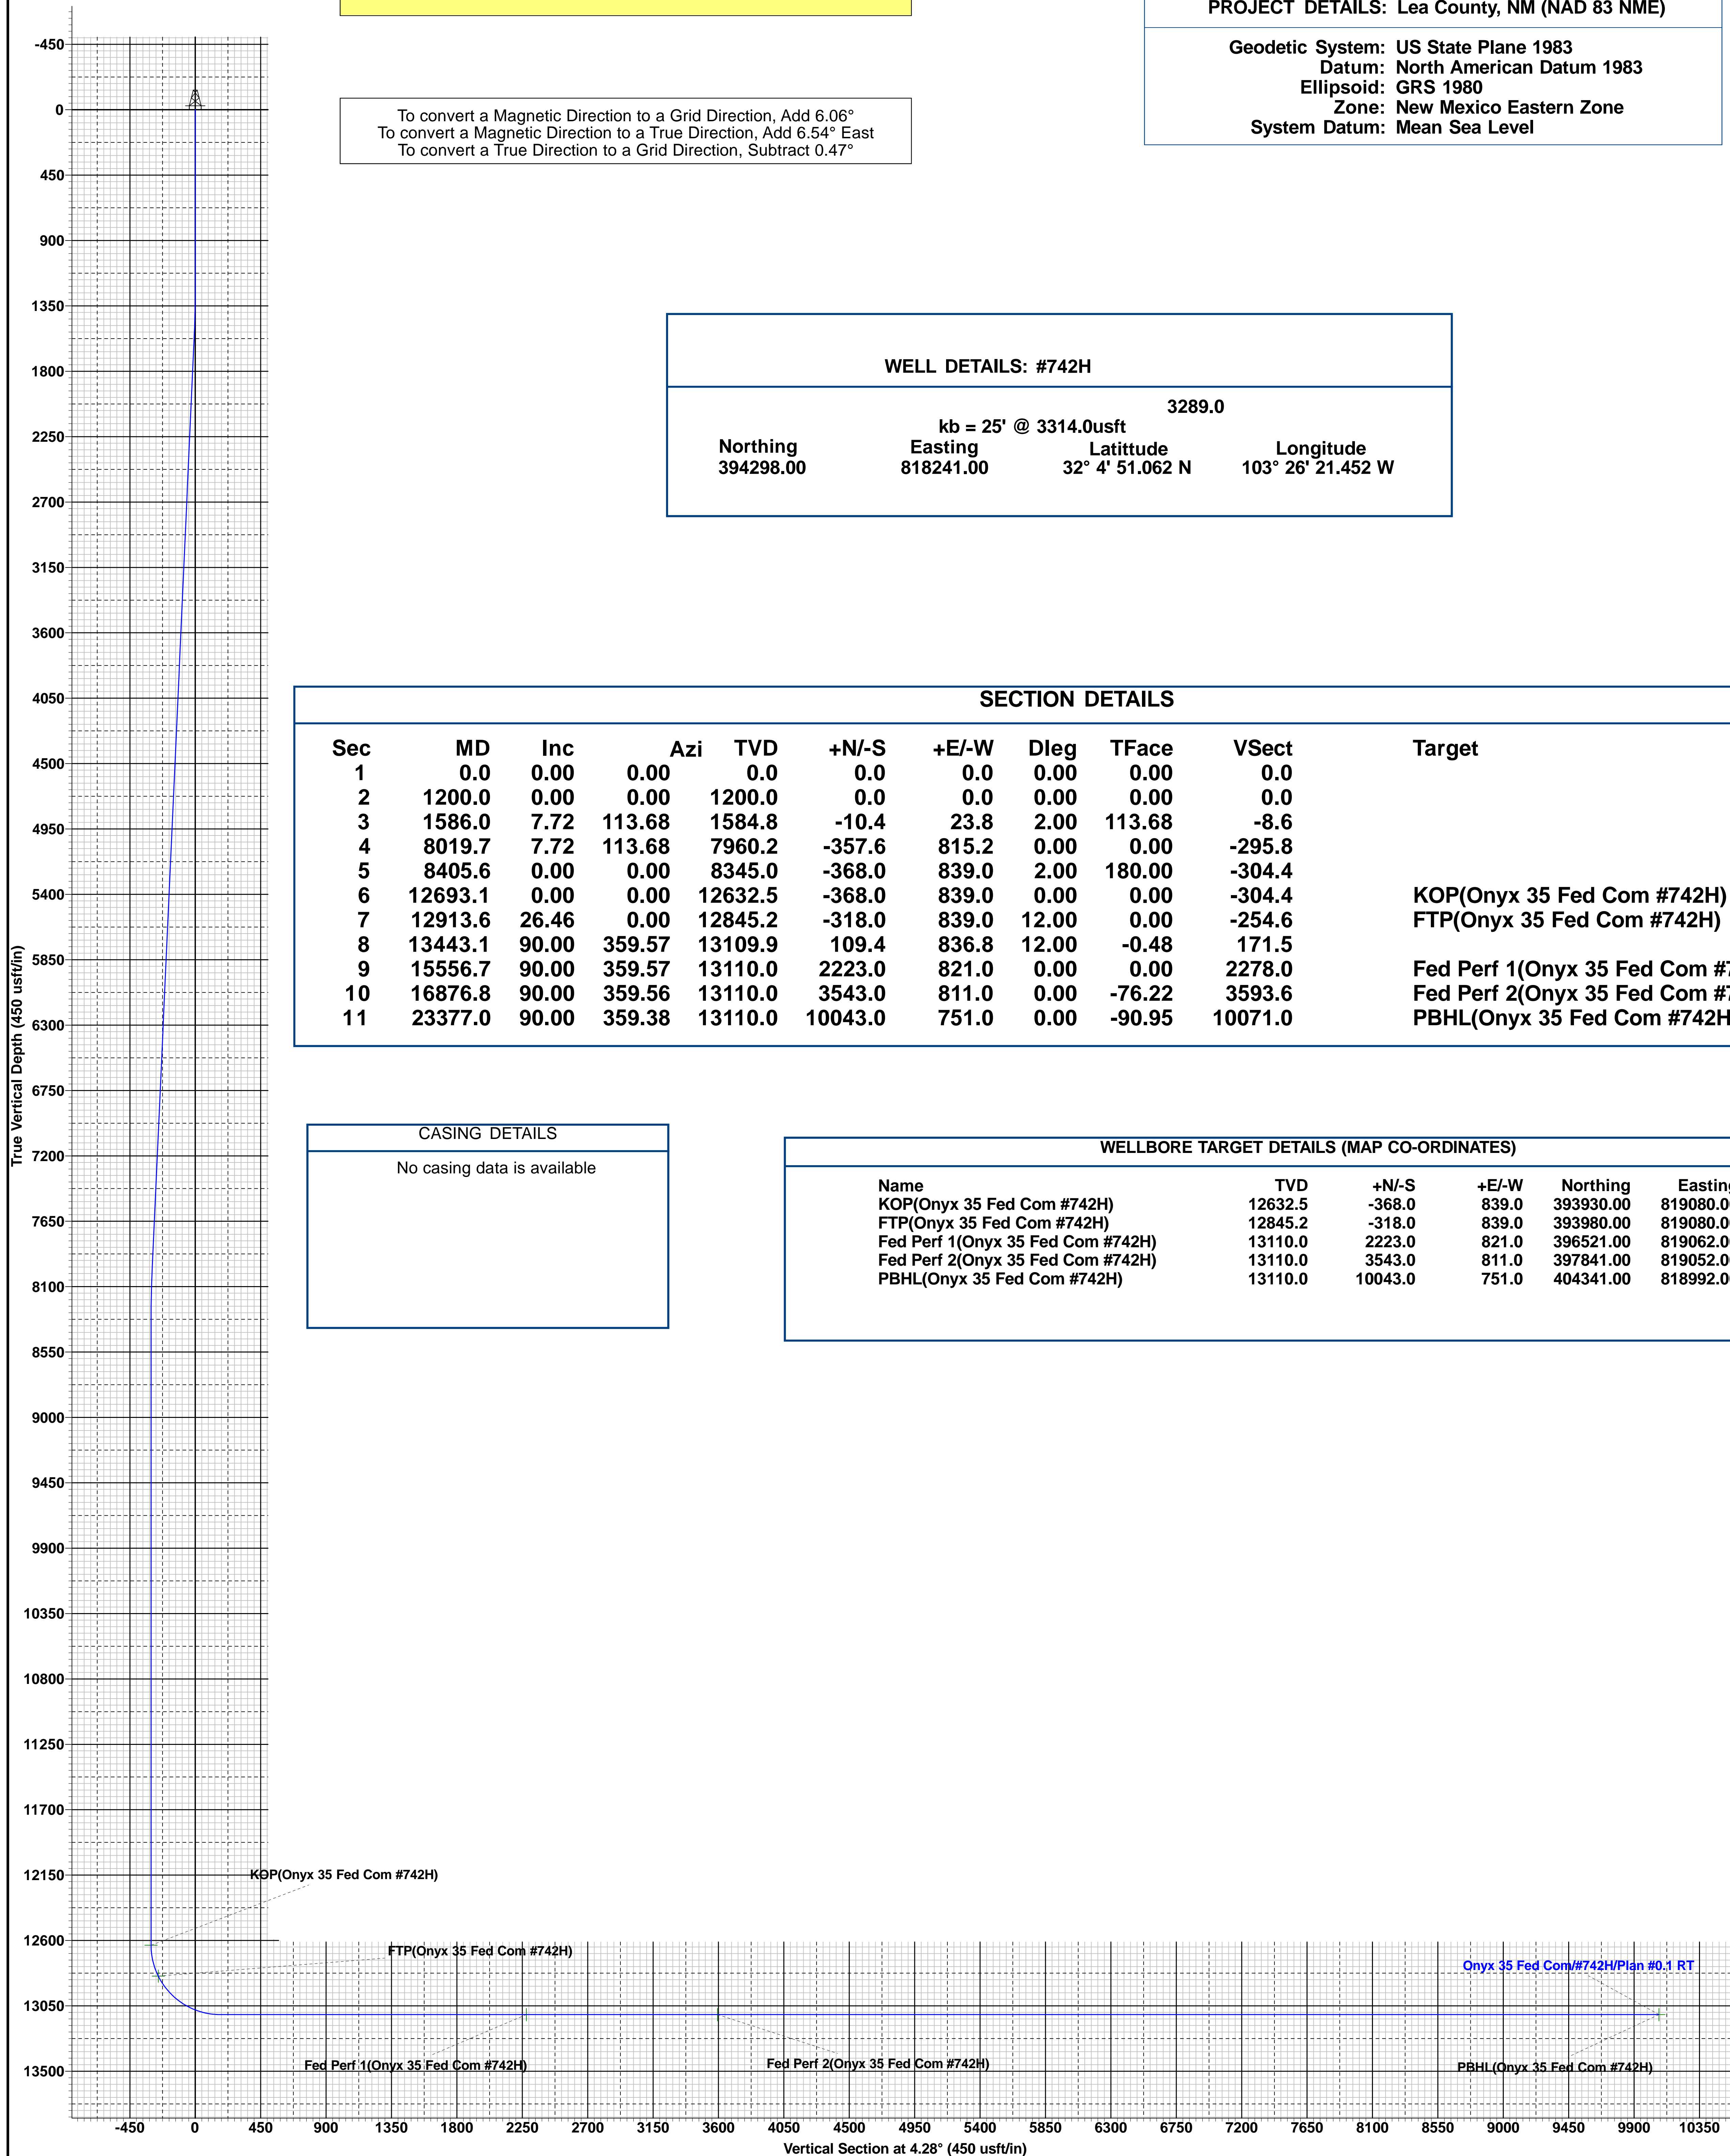 PROJECT DETAILS: Lea County, NM (NAD 83 NME)
Geodetic System: US State Plane 1983
Datum: North American Datum 1983
Ellipsoid: GRS 1980
Zone: New Mexico Eastern Zone
System Datum: Mean Sea Level
To convert a Magnetic Direction to a Grid Direction, Add 6.06°
To convert a Magnetic Direction to a True Direction, Add 6.54° East
To convert a True Direction to a Grid Direction, Subtract 0.47°
WELL DETAILS: #742H
3289.0
kb = 25' @ 3314.0usft
Northing Easting Latittude Longitude
394298.00 818241.00 32° 4' 51.062 N 103° 26' 21.452 W
SECTION DETAILS
Sec MD Inc Azi TVD +N/-S +E/-W Dleg TFace VSect Target
1 0.0 0.00 0.00 0.0 0.0 0.0 0.00 0.00 0.0
2 1200.0 0.00 0.00 1200.0 0.0 0.0 0.00 0.00 0.0
3 1586.0 7.72 113.68 1584.8 -10.4 23.8 2.00 113.68 -8.6
4 8019.7 7.72 113.68 7960.2 -357.6 815.2 0.00 0.00 -295.8
5 8405.6 0.00 0.00 8345.0 -368.0 839.0 2.00 180.00 -304.4
6 12693.1 0.00 0.00 12632.5 -368.0 839.0 0.00 0.00 -304.4 KOP(Onyx 35 Fed Com #742H)
7 12913.6 26.46 0.00 12845.2 -318.0 839.0 12.00 0.00 -254.6 FTP(Onyx 35 Fed Com #742H)
8 13443.1 90.00 359.57 13109.9 109.4 836.8 12.00 -0.48 171.5
9 15556.7 90.00 359.57 13110.0 2223.0 821.0 0.00 0.00 2278.0 Fed Perf 1(Onyx 35 Fed Com #7
10 16876.8 90.00 359.56 13110.0 3543.0 811.0 0.00 -76.22 3593.6 Fed Perf 2(Onyx 35 Fed Com #7
11 23377.0 90.00 359.38 13110.0 10043.0 751.0 0.00 -90.95 10071.0 PBHL(Onyx 35 Fed Com #742H
CASING DETAILS
No casing data is available
WELLBORE TARGET DETAILS (MAP CO-ORDINATES)
Name TVD +N/-S +E/-W Northing Easting
KOP(Onyx 35 Fed Com #742H) 12632.5 -368.0 839.0 393930.00 819080.0
FTP(Onyx 35 Fed Com #742H) 12845.2 -318.0 839.0 393980.00 819080.0
Fed Perf 1(Onyx 35 Fed Com #742H) 13110.0 2223.0 821.0 396521.00 819062.0
Fed Perf 2(Onyx 35 Fed Com #742H) 13110.0 3543.0 811.0 397841.00 819052.0
PBHL(Onyx 35 Fed Com #742H) 13110.0 10043.0 751.0 404341.00 818992.0
True Vertical Depth (450 usft/in)
-450
0
450
900
1350
1800
2250
2700
3150
3600
4050
4500
4950
5400
5850
6300
6750
7200
7650
8100
8550
9000
9450
9900
10350
10800
11250
11700
12150
12600
13050
13500
KOP(Onyx 35 Fed Com #742H)
FTP(Onyx 35 Fed Com #742H)
Onyx 35 Fed Com/#742H/Plan #0.1 RT
Fed Perf 1(Onyx 35 Fed Com #742H)
Fed Perf 2(Onyx 35 Fed Com #742H)
PBHL(Onyx 35 Fed Com #742H)
-450 0 450 900 1350 1800 2250 2700 3150 3600 4050 4500 4950 5400 5850 6300 6750 7200 7650 8100 8550 9000 9450 9900 10350
Vertical Section at 4.28° (450 usft/in)